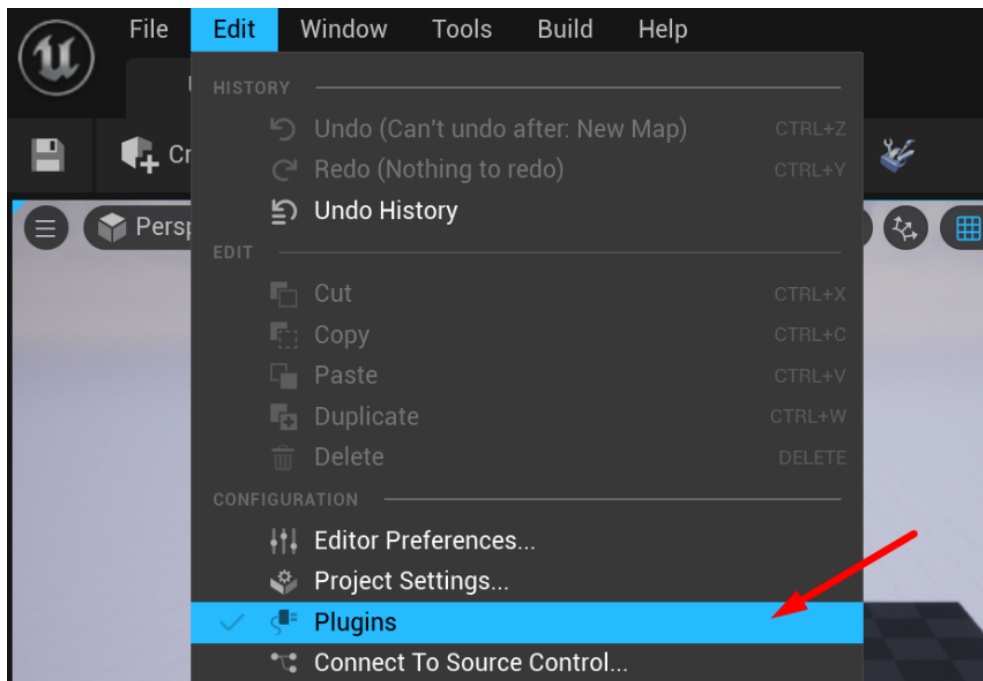 File Edit Window Tools Build Help
HISTORY
Undo (Can't undo after: New Map) CTRL+Z
Cr
Redo (Nothing to redo) CTRL+Y
Undo History
Persp
EDIT
Cut CTRL+X
Copy CTRL+C
Paste CTRL+V
Duplicate CTRL+W
Delete DELETE
CONFIGURATION
Editor Preferences...
Project Settings...
Plugins
Connect To Source Control...